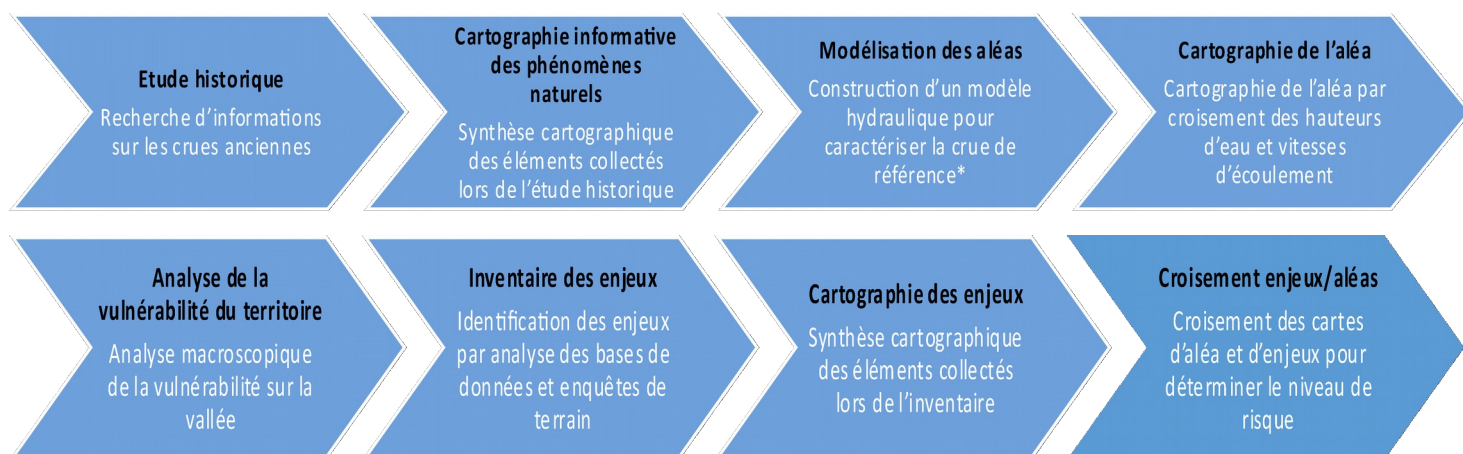 Etude historique
Recherche d'informations
sur les crues anciennes
Cartographie informative
des phénomènes
naturels
Synthèse cartographique
des éléments collectés
lors de l'étude historique
Modélisation des aléas
Construction d'un modèle
hydraulique pour
caractériser la crue de
référence*
Cartographie de l'aléa
Cartographie de l'aléa par
croisement des hauteurs
d'eau et vitesses
d'écoulement
Analyse de la
vulnérabilité du territoire
Analyse macroscopique
de la vulnérabilité sur la
vallée
Inventaire des enjeux
Identification des enjeux
par analyse des bases de
données et enquêtes de
terrain
Cartographie des enjeux
Synthèse cartographique
des éléments collectés
lors de l'inventaire
Croisement enjeux/aléas
Croisement des cartes
d'aléa et d'enjeux pour
déterminer le niveau de
risque